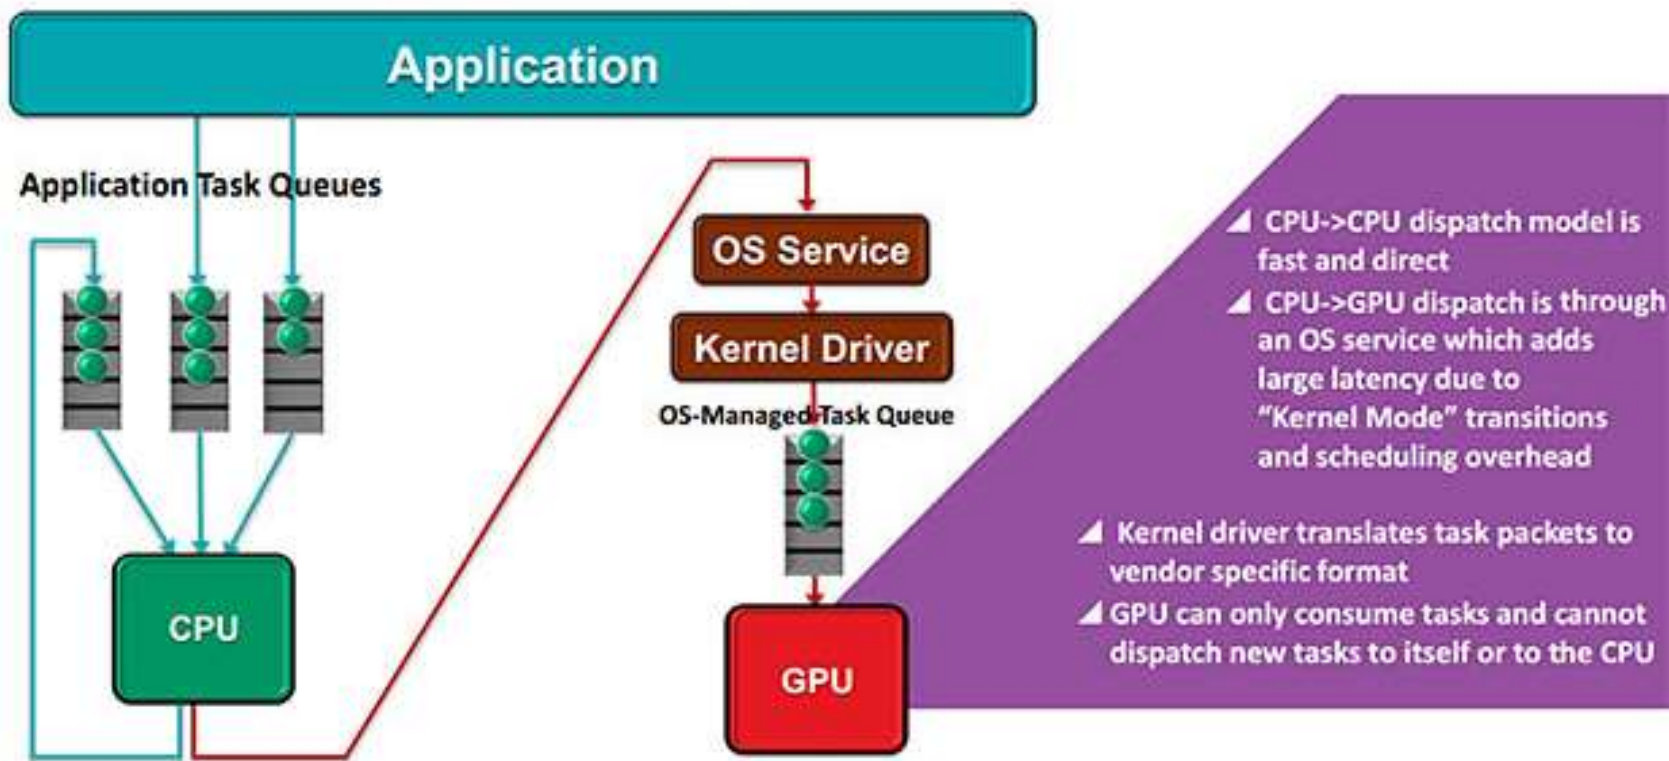 Application
Application Task Queues
OS Service
Kernel Driver
OS-Managed Task Queue
CPU
GPU
CPU->CPU dispatch model is
fast and direct
CPU->GPU dispatch is through
an OS service which adds
large latency due to
“Kernel Mode” transitions
and scheduling overhead
Kernel driver translates task packets to
vendor specific format
GPU can only consume tasks and cannot
dispatch new tasks to itself or to the CPU